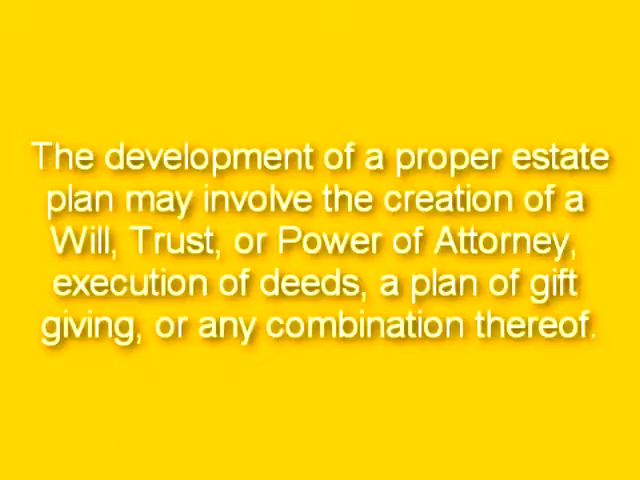 The development of a proper estate
plan may involve the creation of a
Will, Trust, or Power of Attorney,
execution of deeds, a plan of gift
giving, or any combination thereof.